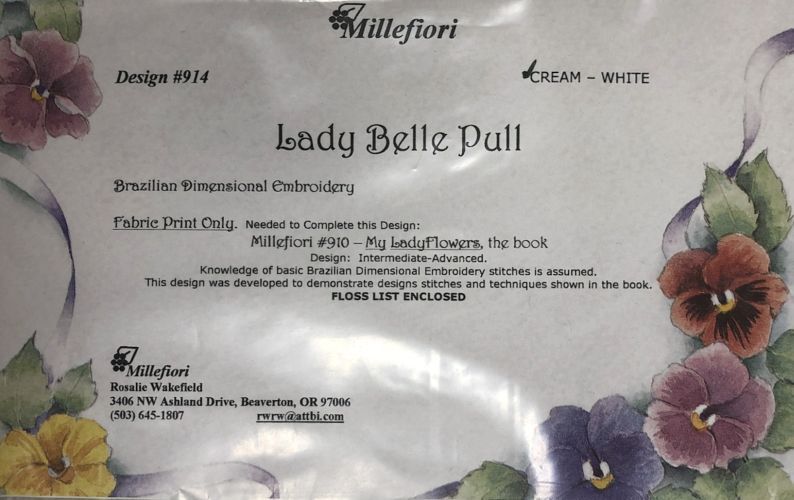 Millefiori
Design #914
CREAM – WHITE
Lady Belle Pull
Brazilian Dimensional Embroidery
Fabric Print Only. Needed to Complete this Design:
Millefiori #910 – My LadyFlowers, the book
Design: Intermediate-Advanced.
Knowledge of basic Brazilian Dimensional Embroidery stitches is assumed.
This design was developed to demonstrate designs stitches and techniques shown in the book.
FLOSS LIST ENCLOSED
Millefiori
Rosalie Wakefield
3406 NW Ashland Drive, Beaverton, OR 97006
(503) 645-1807 rwrw@attbi.com